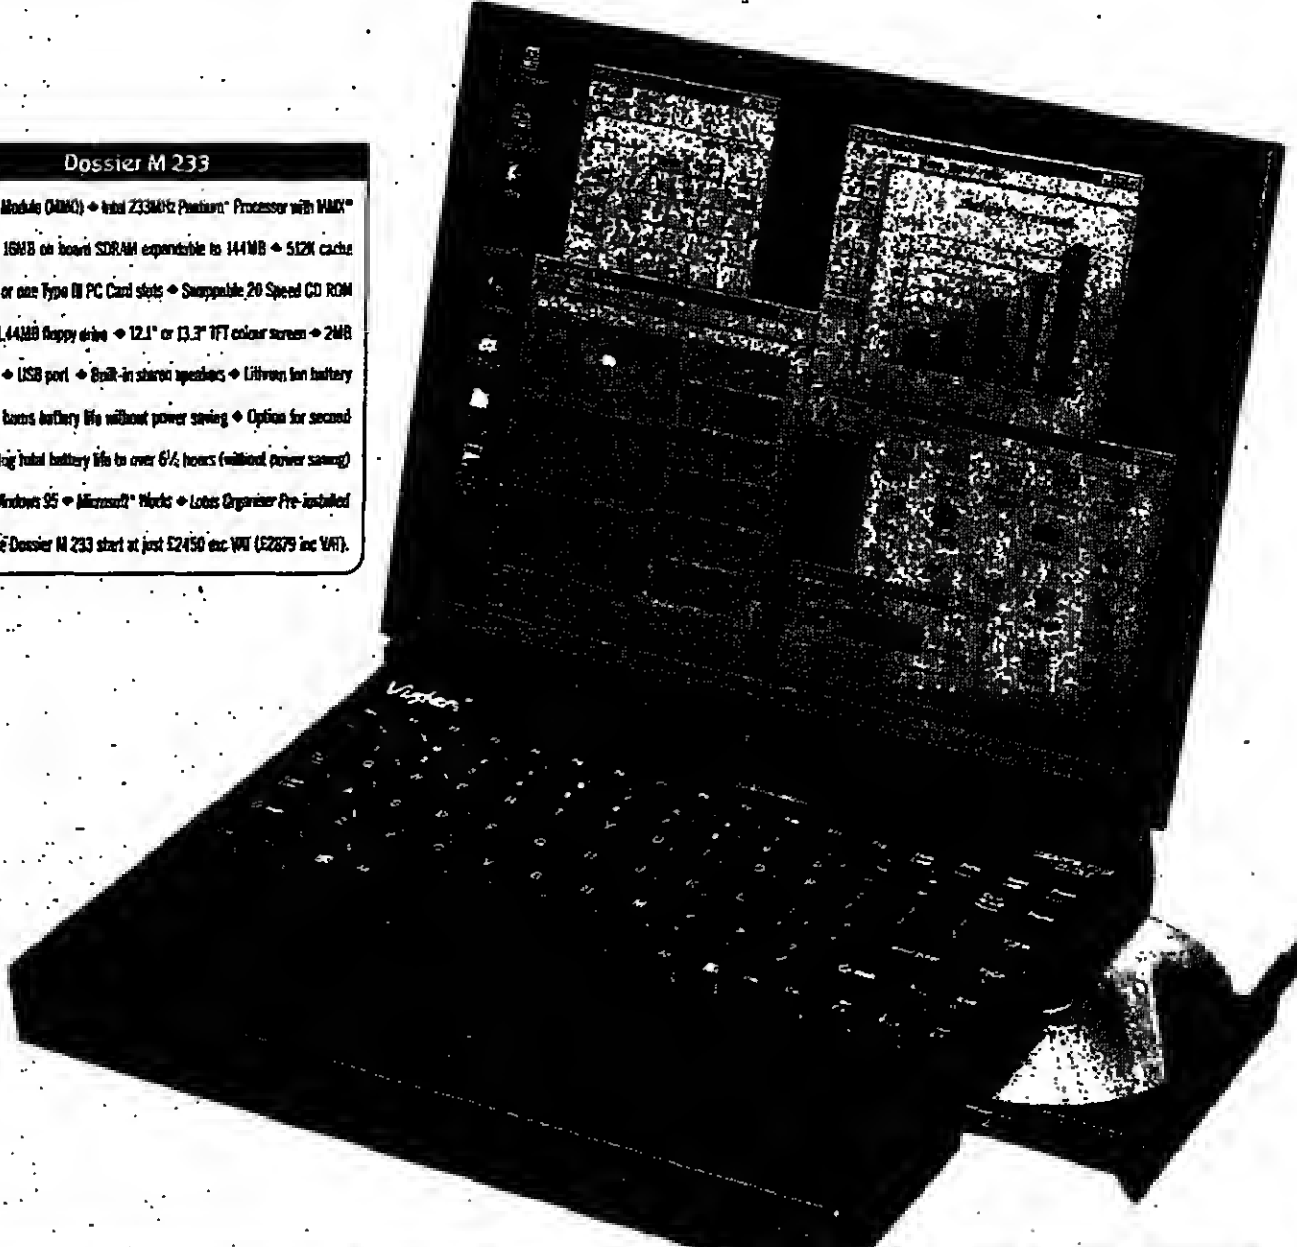 Dossier M 233
Module (MMO) ✦ Intel 233MHz Pentium® Processor with MMX™
16MB on board SDRAM expandable to 144MB ✦ 512K cache
or one Type III PC Card slots ✦ Swappable 20 Speed CD ROM
1.44MB floppy drive ✦ 12.1" or 13.3" TFT colour screen ✦ 2MB
✦ USB port ✦ Built-in stereo speakers ✦ Lithium Ion battery
hours battery life without power saving ✦ Option for second
total battery life to over 6½ hours (without power saving)
Windows 95 ✦ Microsoft® Works ✦ Lotus Organiser Pre-installed
Dossier M 233 start at just £2450 exc. VAT (£2879 inc VAT).
Viglen